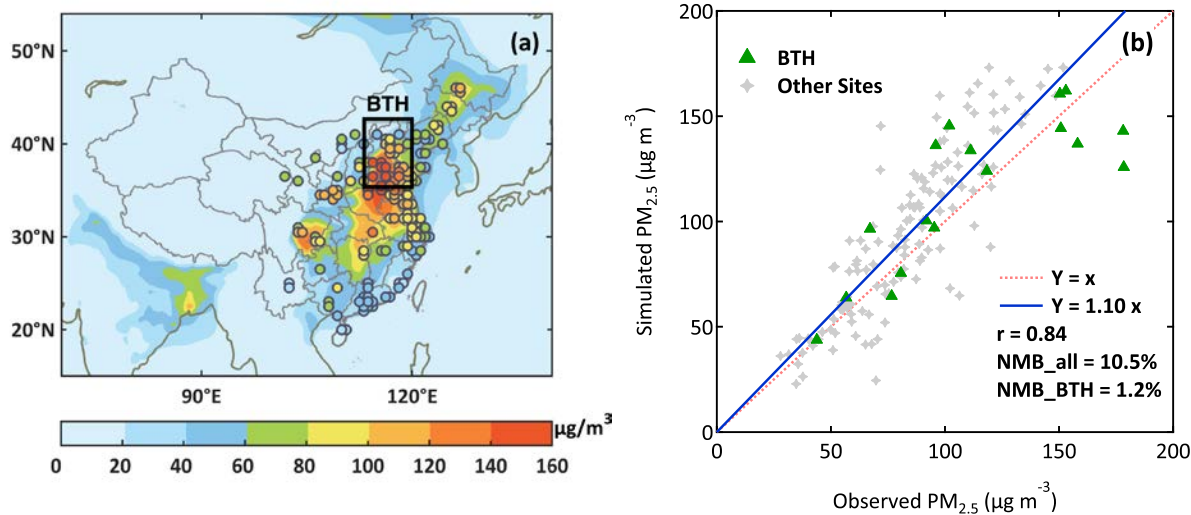 50°N
40°N
30°N
20°N
(a)
BTH
90°E
120°E
µg/m³
0 20 40 60 80 100 120 140 160
200
150
100
50
0
Simulated PM₂.₅ (µg m⁻³)
(b)
BTH
Other Sites
Y = x
Y = 1.10 x
r = 0.84
NMB_all = 10.5%
NMB_BTH = 1.2%
0 50 100 150 200
Observed PM₂.₅ (µg m⁻³)